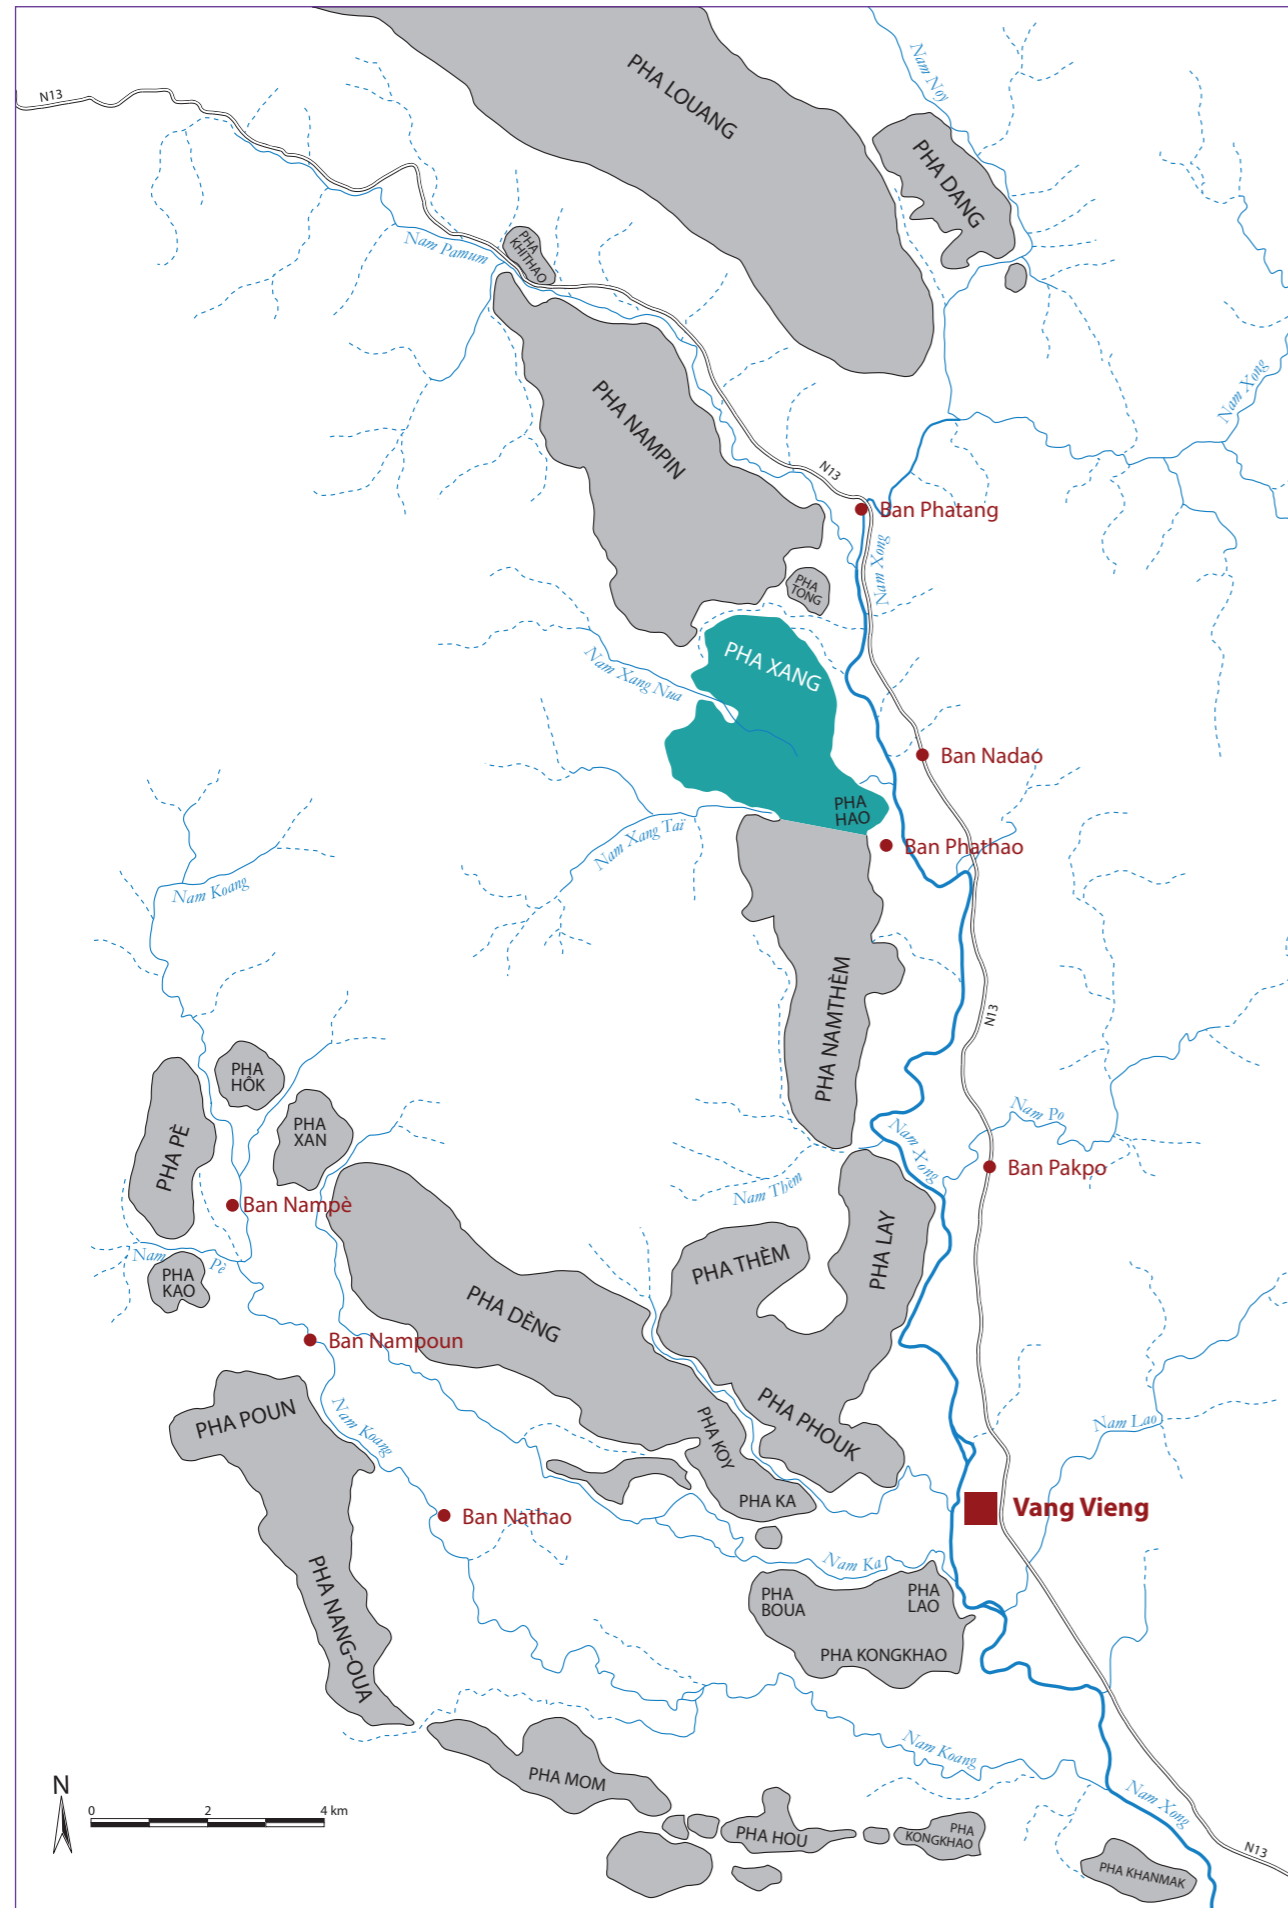 N13
Nam Noy
PHA LOUANG
PHA DANG
PHA
KHITHAO
Nam Pamum
Nam Xong
PHA NAMPIN
N13
Ban Phatang
Nam Xong
PHA
TONG
PHA XANG
Nam Xang Nua
Ban Nadao
PHA
HAO
Nam Xang Taï
Ban Phathao
Nam Koang
PHA NAMTHÈM
N13
PHA
HÔK
PHA
XAN
PHA PÈ
Nam Po
Nam Xong
Ban Pakpo
Nam Thèm
Ban Nampè
Nam Pè
PHA
KAO
PHA THÈM
PHA LAY
PHA DÈNG
Ban Nampoun
PHA POUN
Nam Koang
PHA KOY
PHA PHOUK
Nam Lao
PHA KA
Vang Vieng
Ban Nathao
Nam Ka
PHA
BOUA
PHA
LAO
PHA KONGKHAO
PHA NANG-OUA
Nam Koang
PHA MOM
Nam Xong
N
0 2 4 km
PHA HOU
PHA
KONGKHAO
N13
PHA KHANMAK